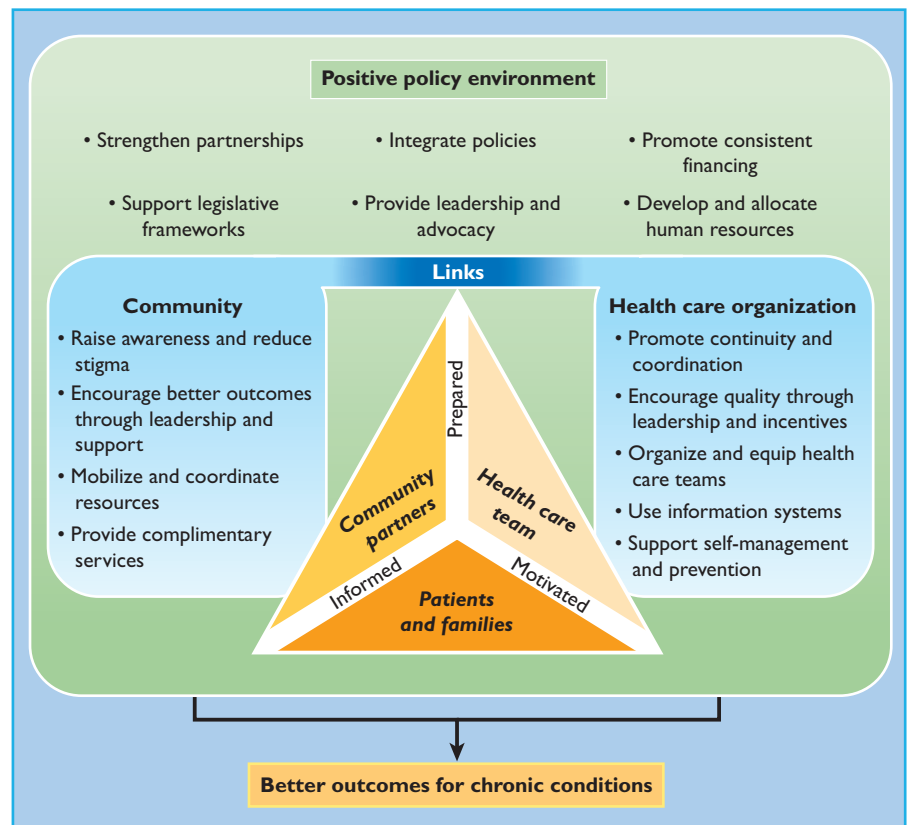 Positive policy environment
• Strengthen partnerships
• Integrate policies
• Promote consistent
financing
• Support legislative
frameworks
• Provide leadership and
advocacy
• Develop and allocate
human resources
Links
Community
• Raise awareness and reduce
stigma
• Encourage better outcomes
through leadership and
support
• Mobilize and coordinate
resources
• Provide complimentary
services
Prepared
Community
partners
Health care
team
Informed
Motivated
Patients
and families
Health care organization
• Promote continuity and
coordination
• Encourage quality through
leadership and incentives
• Organize and equip health
care teams
• Use information systems
• Support self-management
and prevention
Better outcomes for chronic conditions